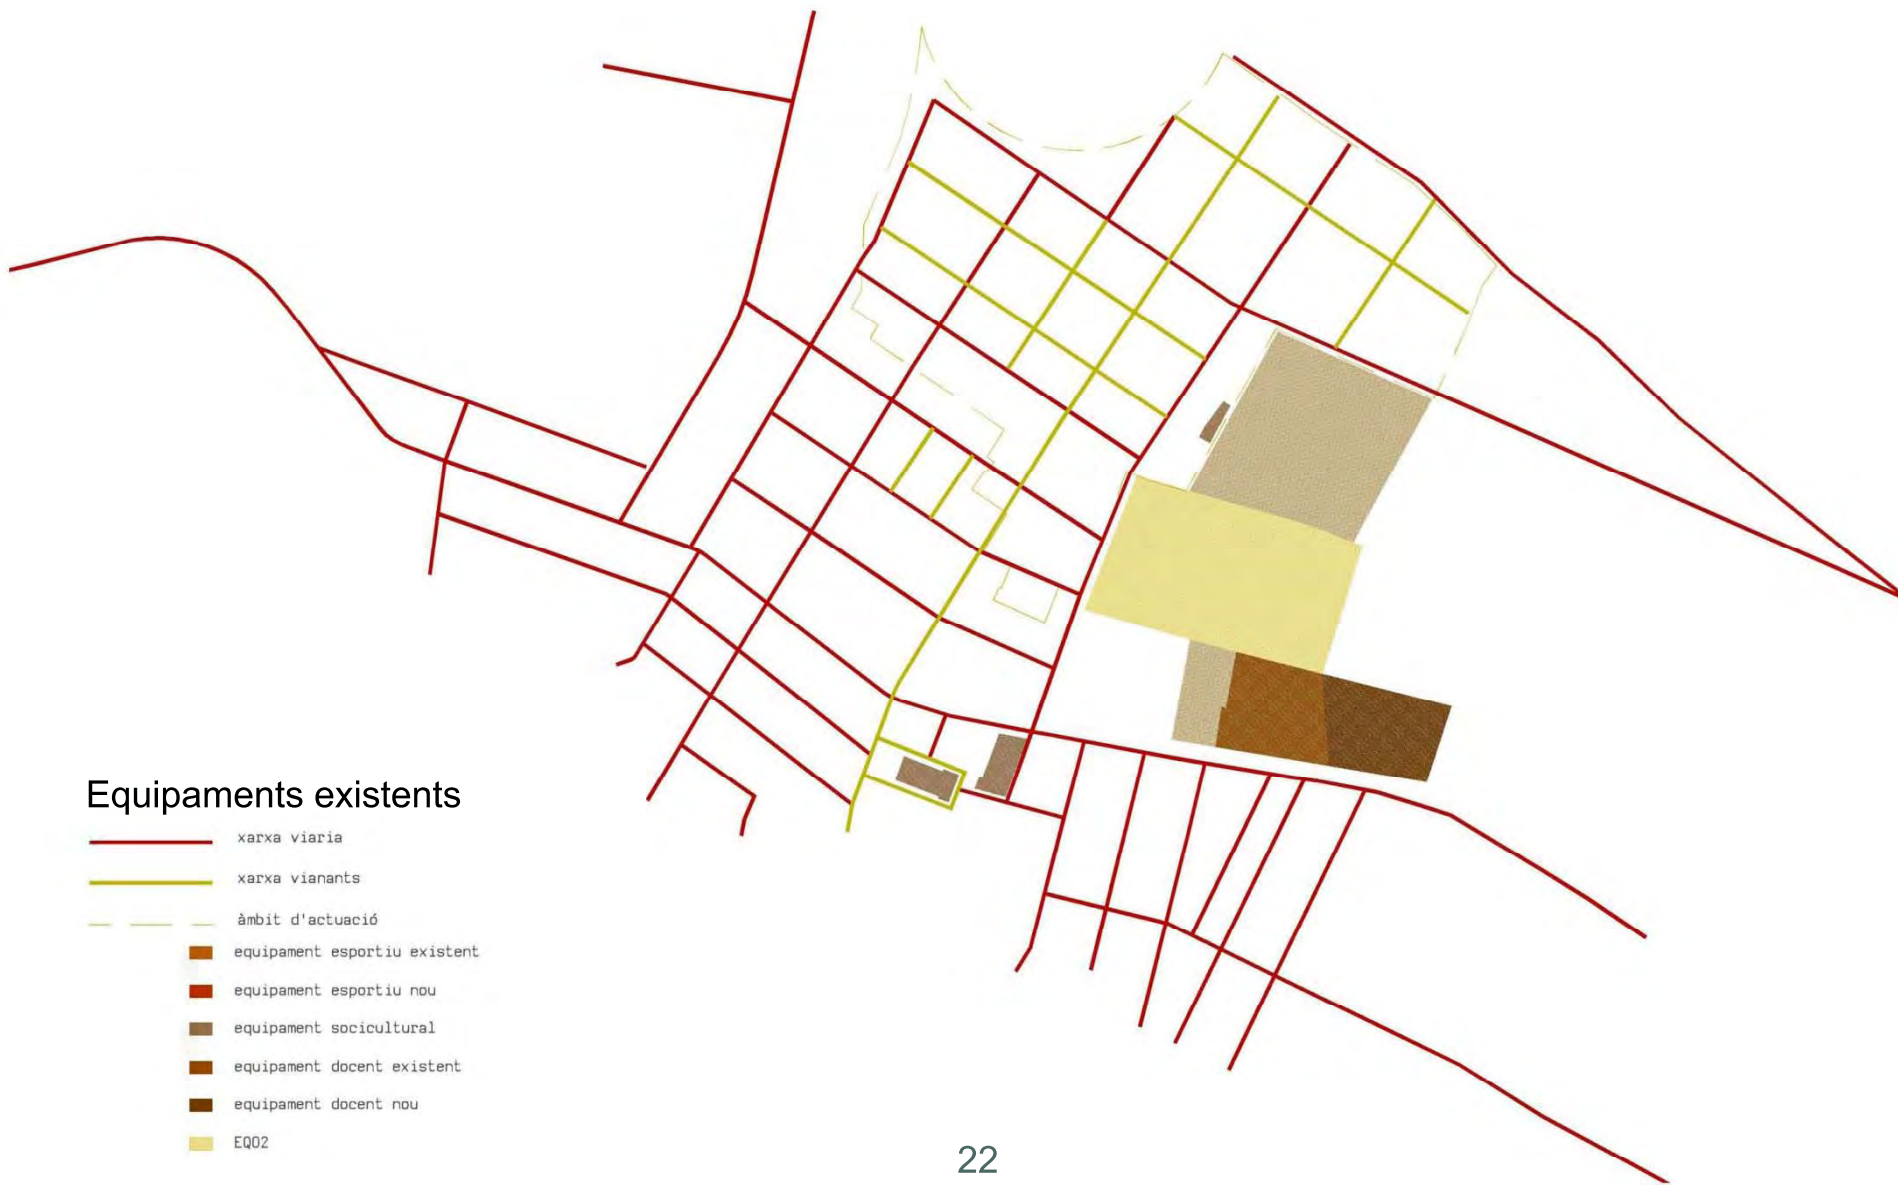 Equipaments existents
xarxa viaria
xarxa vianants
àmbit d'actuació
equipament esportiu existent
equipament esportiu nou
equipament socicultural
equipament docent existent
equipament docent nou
EQ02
22